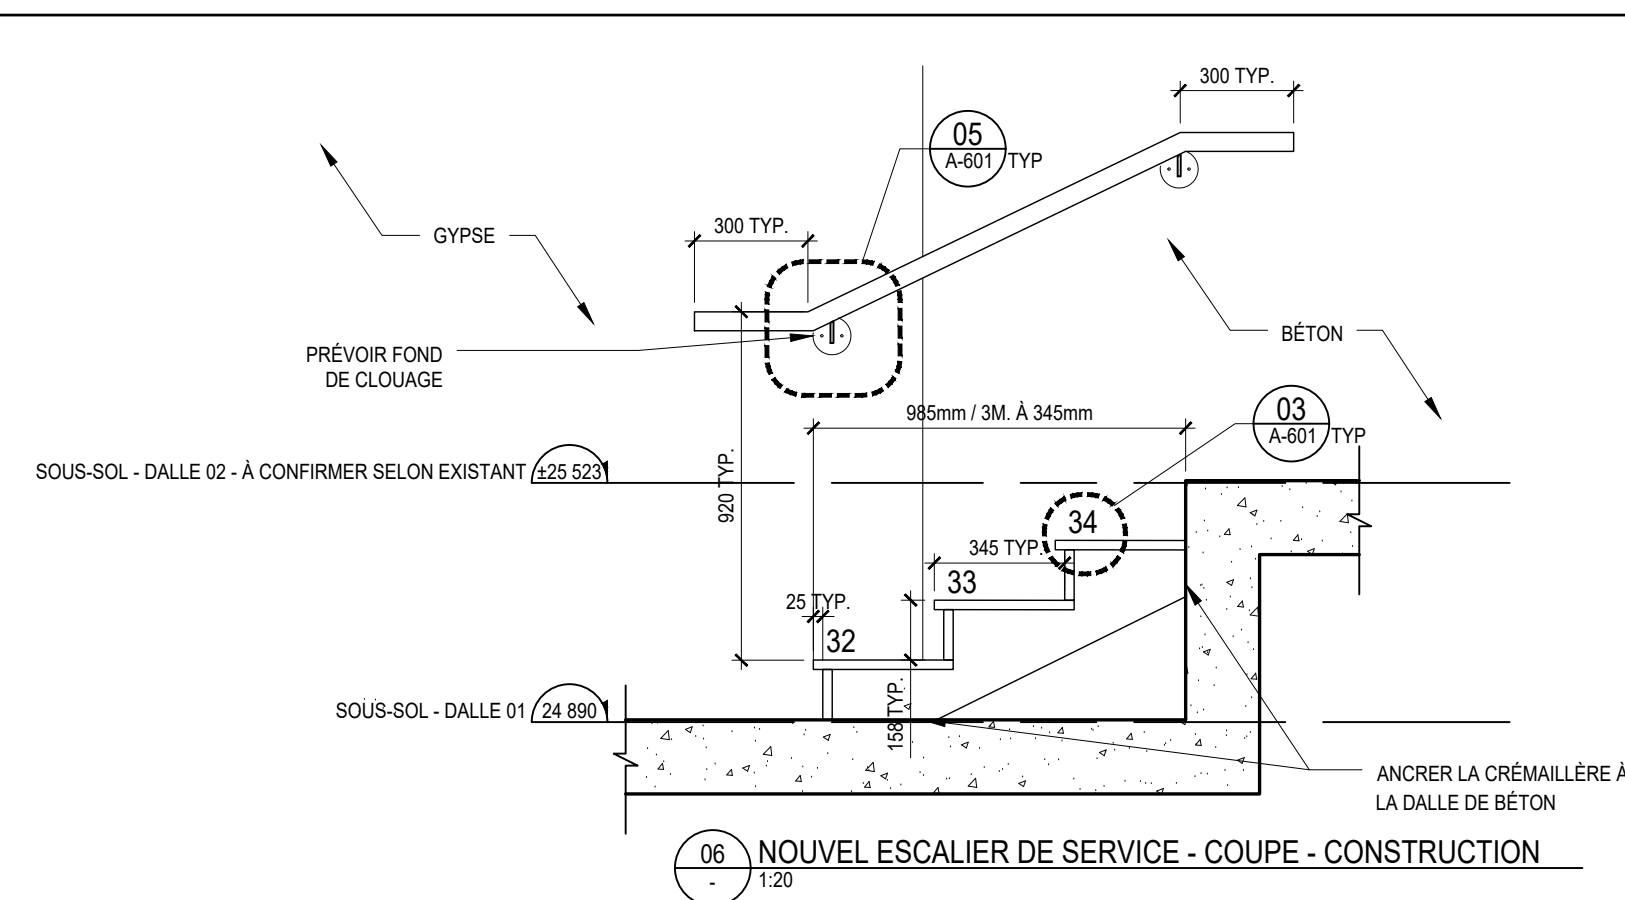 300 TYP.
05
A-601 TYP
300 TYP.
GYPSE
BÉTON
PRÉVOIR FOND
DE CLOUAGE
985mm / 3M. À 345mm
03
A-601 TYP
SOUS-SOL - DALLE 02 - À CONFIRMER SELON EXISTANT ±25 523
920 TYP.
34
345 TYP.
33
25 TYP.
32
158 TYP.
SOUS-SOL - DALLE 01 24 890
ANCRER LA CRÉMAILLÈRE À
LA DALLE DE BÉTON
06 NOUVEL ESCALIER DE SERVICE - COUPE - CONSTRUCTION
- 1:20